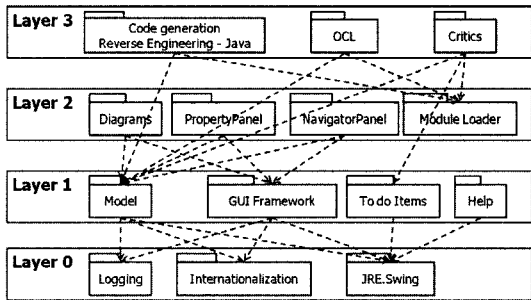 Layer 3
Code generation
Reverse Engineering - Java
OCL
Critics
Layer 2
Diagrams
PropertyPanel
NavigatorPanel
Module Loader
Layer 1
Model
GUI Framework
To do Items
Help
Layer 0
Logging
Internationalization
JRE.Swing